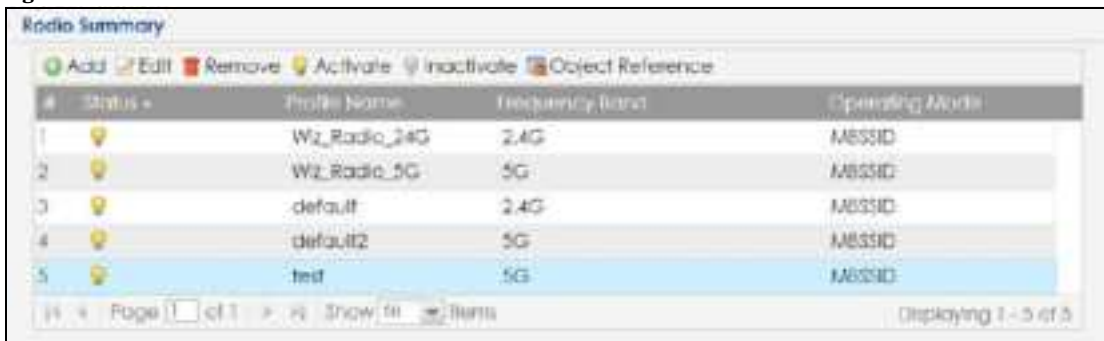 Radio Summary
Add Edit Remove Activate Inactivate Object Reference
# Status Profile Name Frequency Band Operating Mode
1 Wiz_Radio_24G 2.4G MBSSID
2 Wiz_Radio_5G 5G MBSSID
3 default 2.4G MBSSID
4 default2 5G MBSSID
5 test 5G MBSSID
Page 1 of 1 Show Items Displaying 1 - 5 of 5